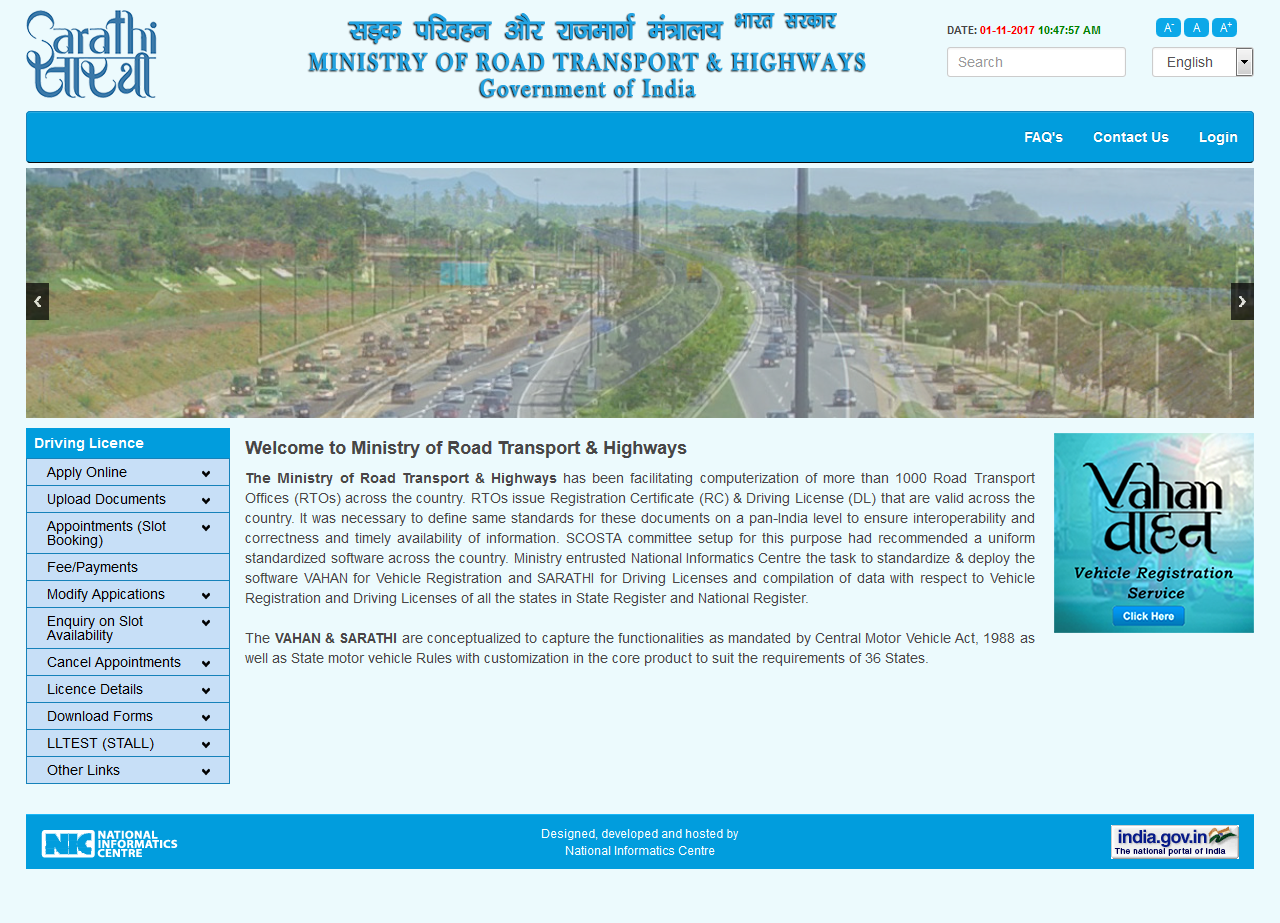 Sarathi
सारथी
सड़क परिवहन और राजमार्ग मंत्रालय भारत सरकार
MINISTRY OF ROAD TRANSPORT & HIGHWAYS
Government of India
DATE: 01-11-2017 10:47:57 AM
A- A A+
Search
English
FAQ's Contact Us Login
Driving Licence
Apply Online
Upload Documents
Appointments (Slot
Booking)
Fee/Payments
Modify Appications
Enquiry on Slot
Availability
Cancel Appointments
Licence Details
Download Forms
LLTEST (STALL)
Other Links
Welcome to Ministry of Road Transport & Highways
The Ministry of Road Transport & Highways has been facilitating computerization of more than 1000 Road Transport
Offices (RTOs) across the country. RTOs issue Registration Certificate (RC) & Driving License (DL) that are valid across the
country. It was necessary to define same standards for these documents on a pan-India level to ensure interoperability and
correctness and timely availability of information. SCOSTA committee setup for this purpose had recommended a uniform
standardized software across the country. Ministry entrusted National Informatics Centre the task to standardize & deploy the
software VAHAN for Vehicle Registration and SARATHI for Driving Licenses and compilation of data with respect to Vehicle
Registration and Driving Licenses of all the states in State Register and National Register.
The VAHAN & SARATHI are conceptualized to capture the functionalities as mandated by Central Motor Vehicle Act, 1988 as
well as State motor vehicle Rules with customization in the core product to suit the requirements of 36 States.
Vahan
वाहन
Vehicle Registration
Service
Click Here
NIC NATIONAL
INFORMATICS
CENTRE
Designed, developed and hosted by
National Informatics Centre
india.gov.in
The national portal of India